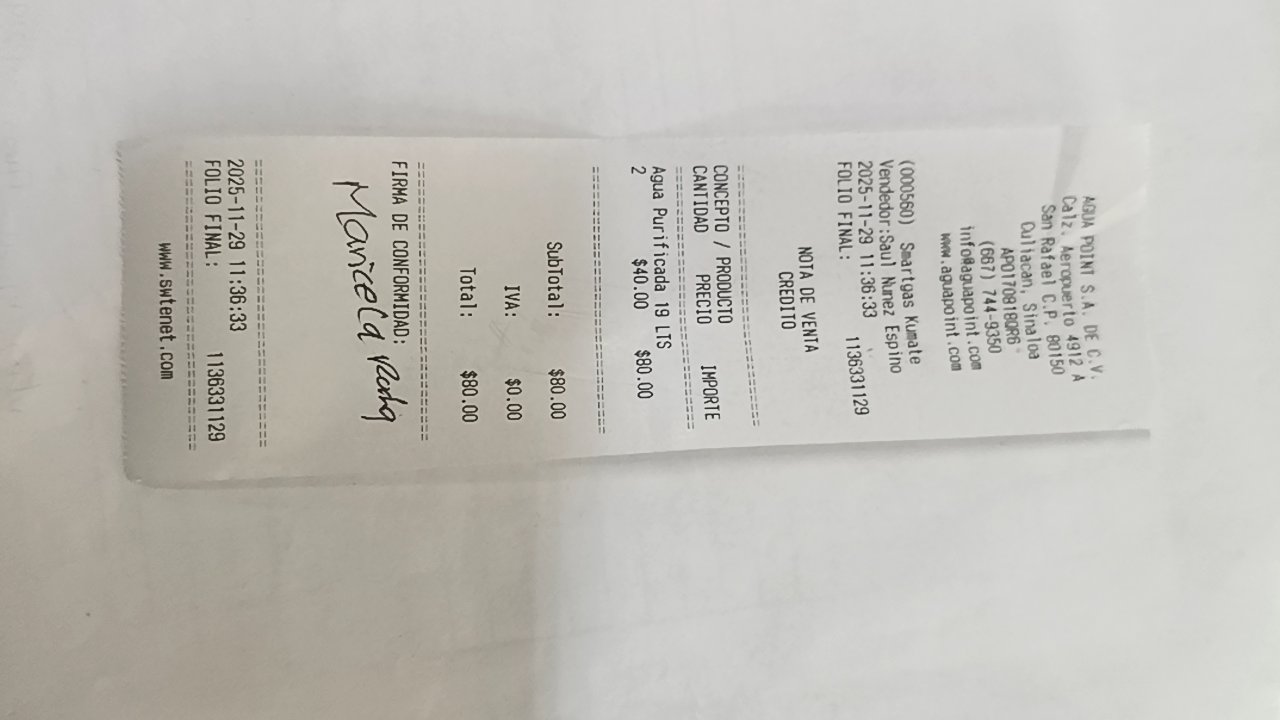 AGUA POINT S.A. DE C.V.
Calz. Aeropuerto 4912 A
San Rafael C.P. 80150
Culiacan, Sinaloa
APO170818QR6
(667) 744-9350
info@aguapoint.com
www.aguapoint.com
(000560) Smartgas Kumate
Vendedor:Saul Nunez Espino
2025-11-29 11:36:33
FOLIO FINAL: 1136331129
NOTA DE VENTA
CREDITO
CONCEPTO / PRODUCTO
CANTIDAD PRECIO IMPORTE
Agua Purificada 19 LTS
2 $40.00 $80.00
SubTotal: $80.00
IVA: $0.00
Total: $80.00
FIRMA DE CONFORMIDAD:
Maricela
2025-11-29 11:36:33
FOLIO FINAL: 1136331129
www.swtenet.com